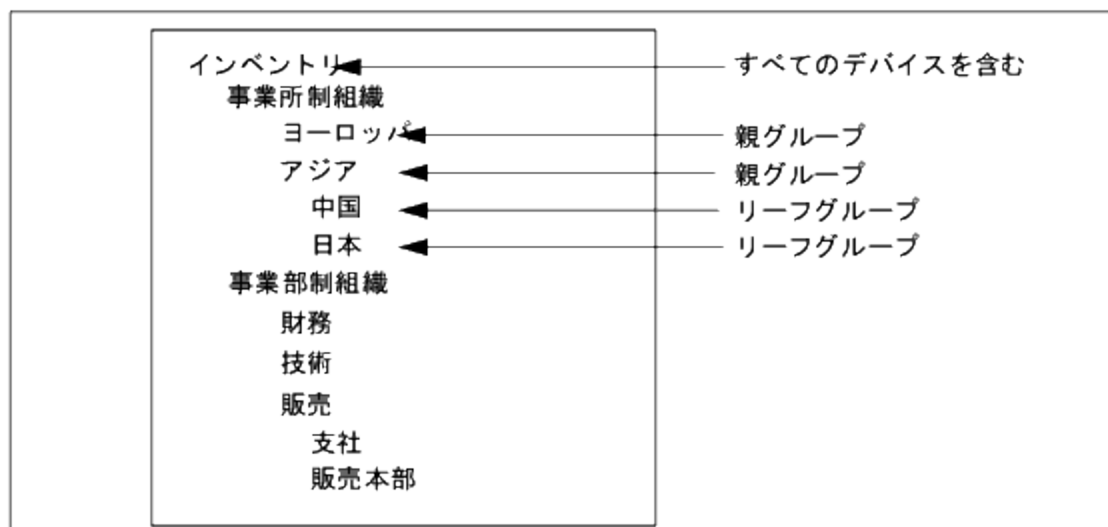 インベントリ すべてのデバイスを含む
事業所制組織
ヨーロッパ 親グループ
アジア 親グループ
中国 リーフグループ
日本 リーフグループ
事業部制組織
財務
技術
販売
支社
販売本部